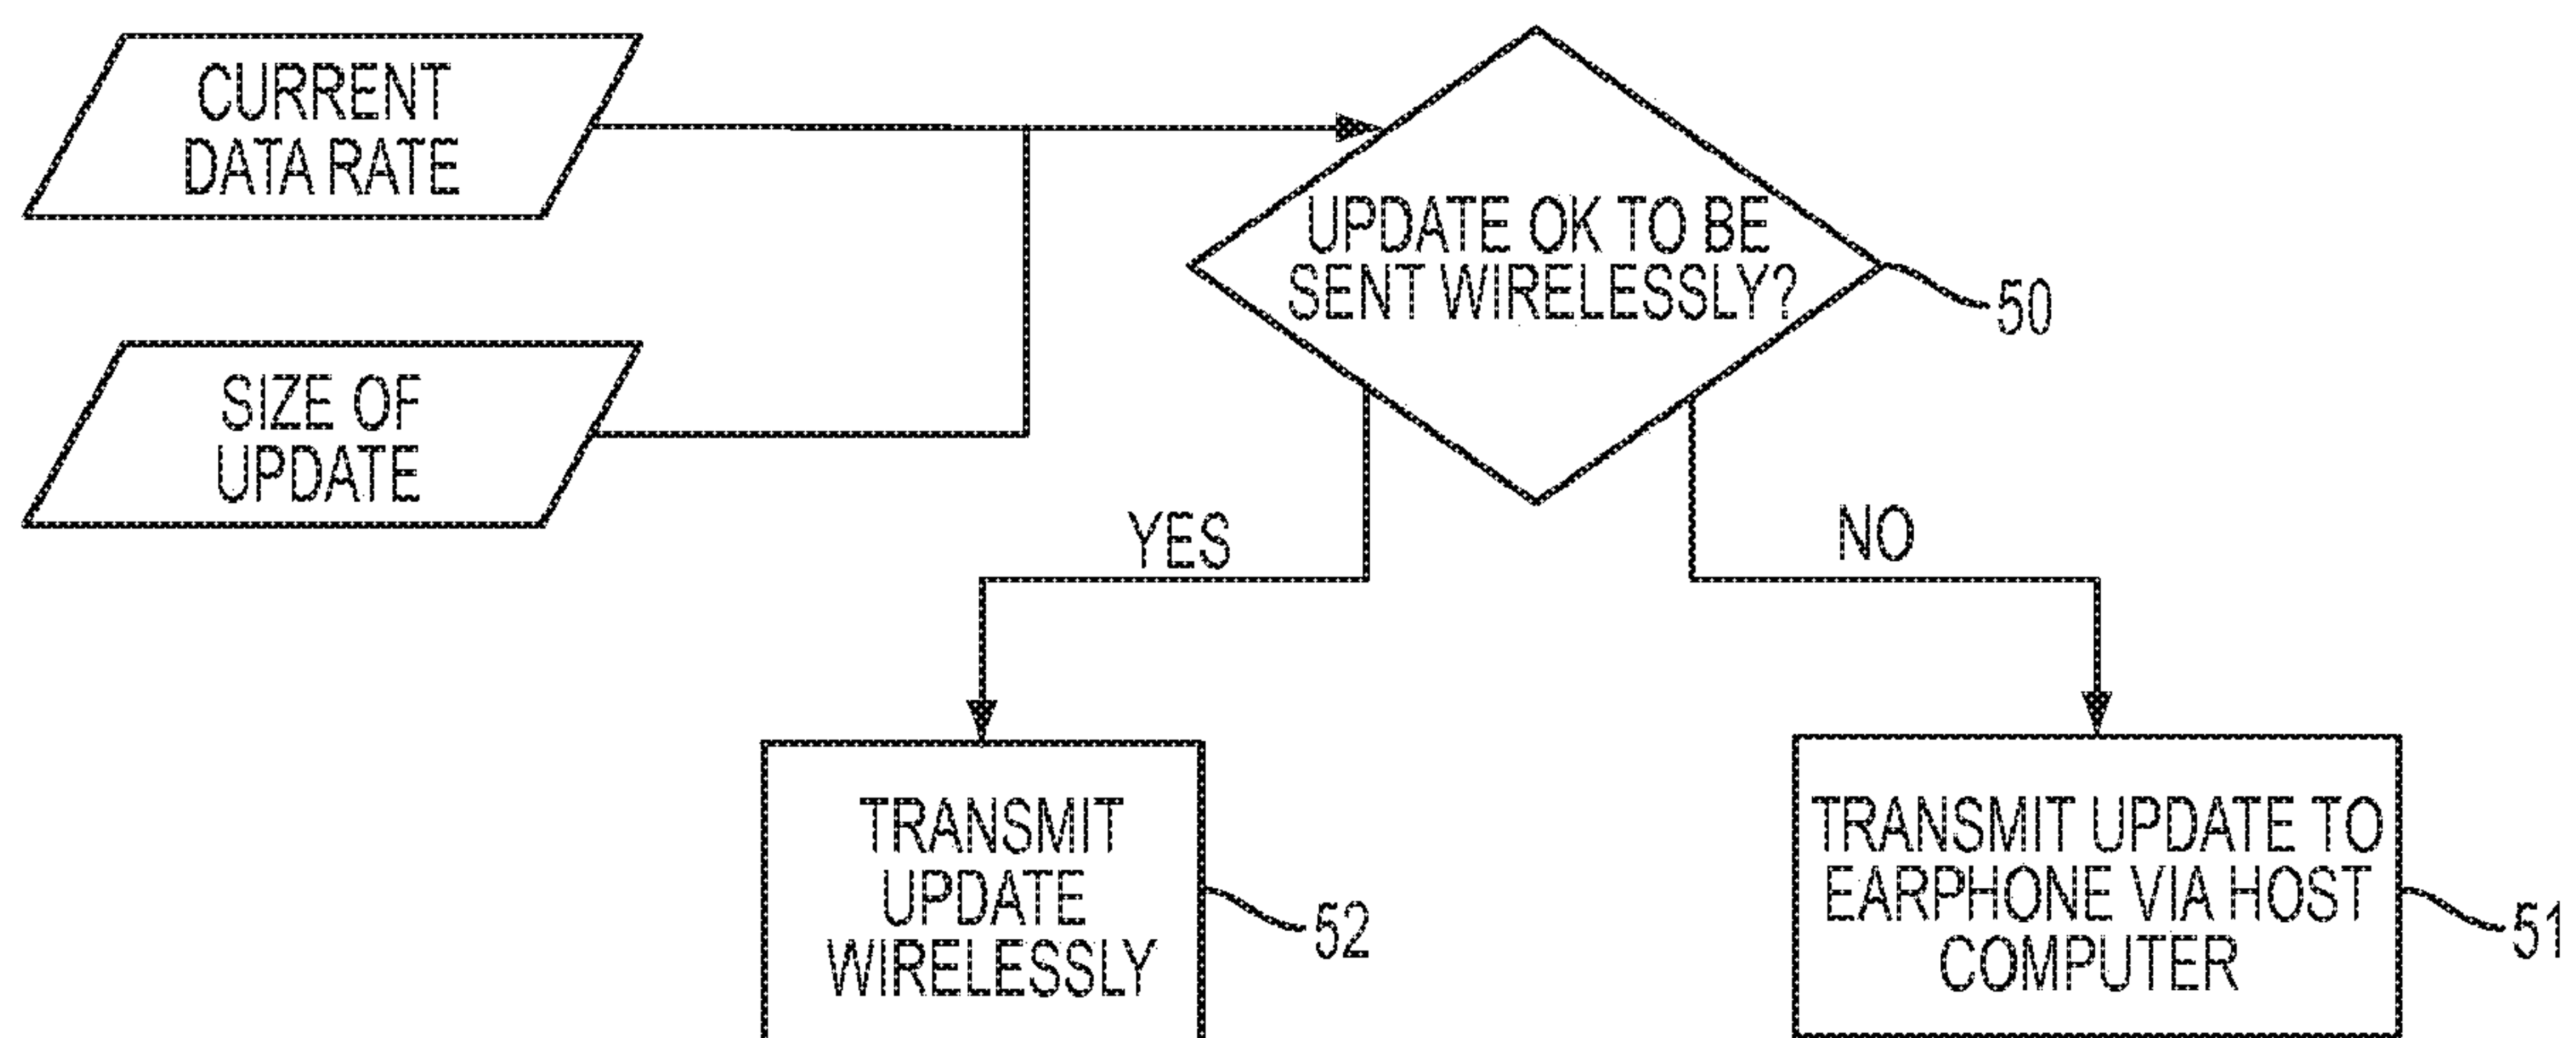 CURRENT
DATA RATE
SIZE OF
UPDATE
UPDATE OK TO BE
SENT WIRELESSLY?
50
YES
NO
TRANSMIT
UPDATE
WIRELESSLY
52
TRANSMIT UPDATE TO
EARPHONE VIA HOST
COMPUTER
51